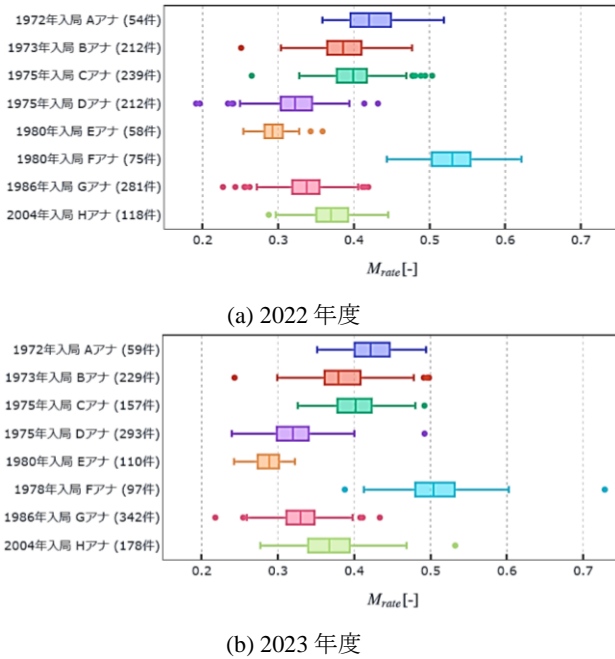 1972年入局 Aアナ (54件)
1973年入局 Bアナ (212件)
1975年入局 Cアナ (239件)
1975年入局 Dアナ (212件)
1980年入局 Eアナ (58件)
1980年入局 Fアナ (75件)
1986年入局 Gアナ (281件)
2004年入局 Hアナ (118件)
0.2 0.3 0.4 0.5 0.6 0.7
Mrate[-]
(a) 2022 年度
1972年入局 Aアナ (59件)
1973年入局 Bアナ (229件)
1975年入局 Cアナ (157件)
1975年入局 Dアナ (293件)
1980年入局 Eアナ (110件)
1978年入局 Fアナ (97件)
1986年入局 Gアナ (342件)
2004年入局 Hアナ (178件)
0.2 0.3 0.4 0.5 0.6 0.7
Mrate[-]
(b) 2023 年度